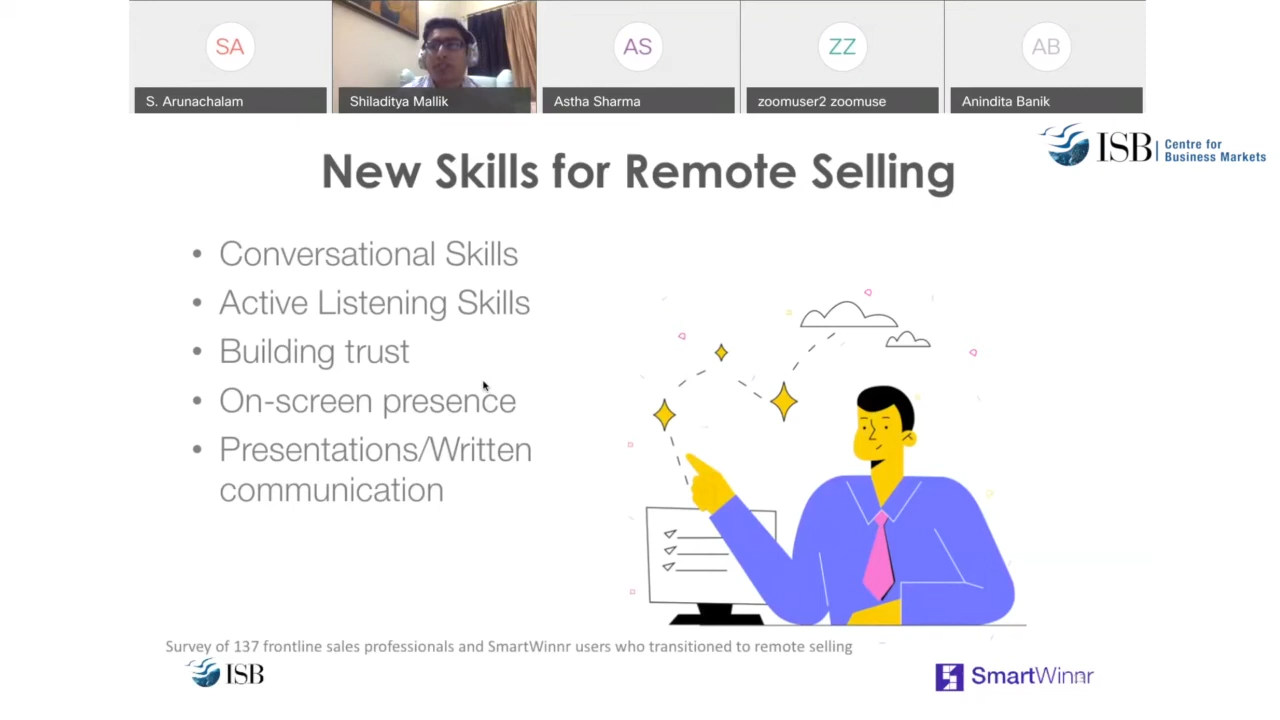 SA
AS
ZZ
AB
S. Arunachalam
Shiladitya Mallik
Astha Sharma
zoomuser2 zoomuse
Anindita Banik
ISB
Centre for
Business Markets
New Skills for Remote Selling
• Conversational Skills
• Active Listening Skills
• Building trust
• On-screen presence
• Presentations/Written
communication
Survey of 137 frontline sales professionals and SmartWinnr users who transitioned to remote selling
ISB
SmartWinnr